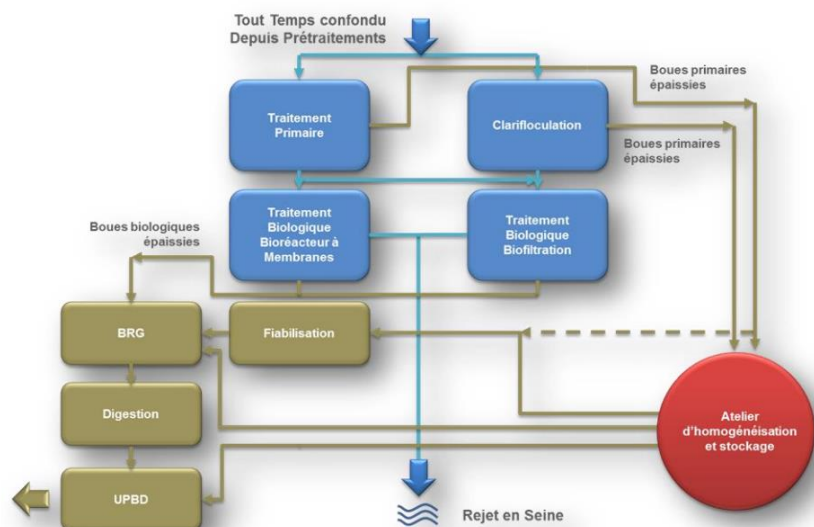 Tout Temps confondu
Depuis Prétraitements
Boues primaires
épaissies
Traitement
Primaire
Clarifloculation
Boues primaires
épaissies
Traitement
Biologique
Bioréacteur à
Membranes
Traitement
Biologique
Biofiltration
Boues biologiques
épaissies
BRG
Fiabilisation
Digestion
Atelier
d'homogénéisation
et stockage
UPBD
Rejet en Seine